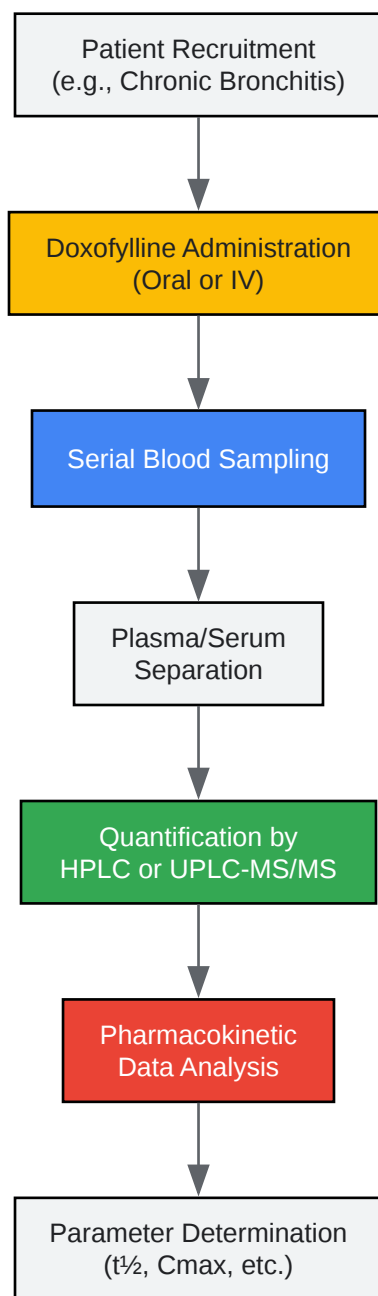 Patient Recruitment
(e.g., Chronic Bronchitis)
Doxofylline Administration
(Oral or IV)
Serial Blood Sampling
Plasma/Serum
Separation
Quantification by
HPLC or UPLC-MS/MS
Pharmacokinetic
Data Analysis
Parameter Determination
(t½, Cmax, etc.)